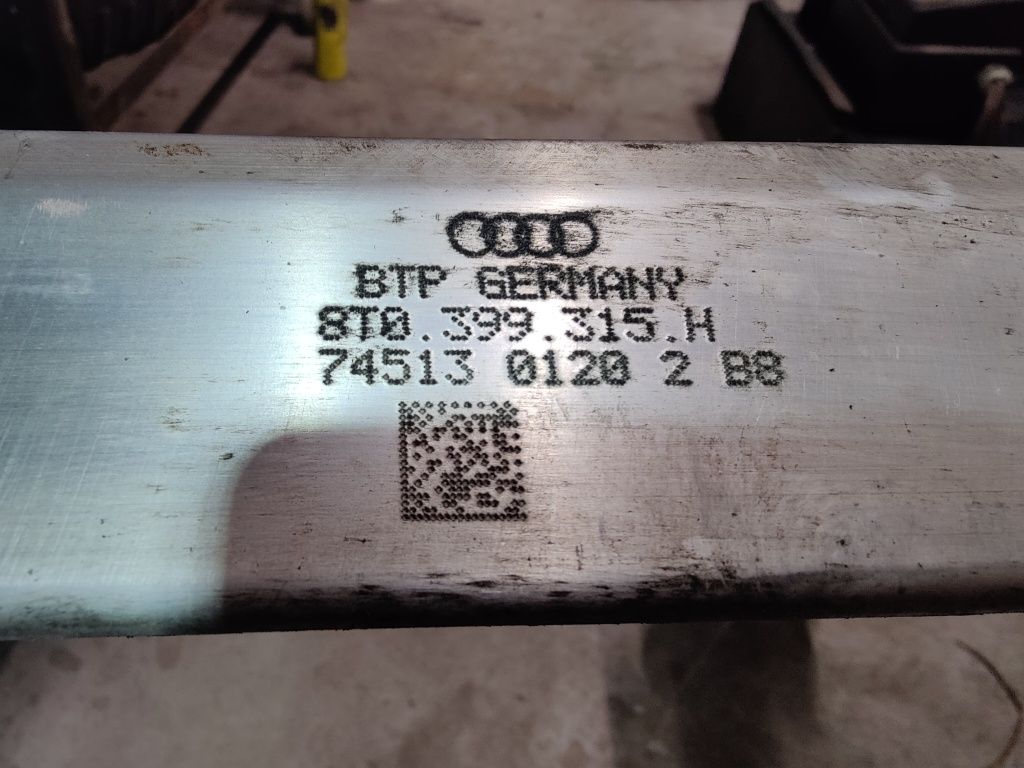 BTP GERMANY
8T0.399.315.H
74513 0120 2 B8